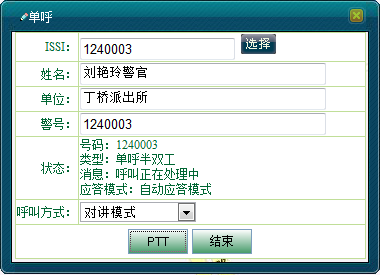 单呼
ISSI: 1240003 选择
姓名: 刘艳玲警官
单位: 丁桥派出所
警号: 1240003
状态: 号码: 1240003
类型: 单呼半双工
消息: 呼叫正在处理中
应答模式: 自动应答模式
呼叫方式: 对讲模式
PTT 结束